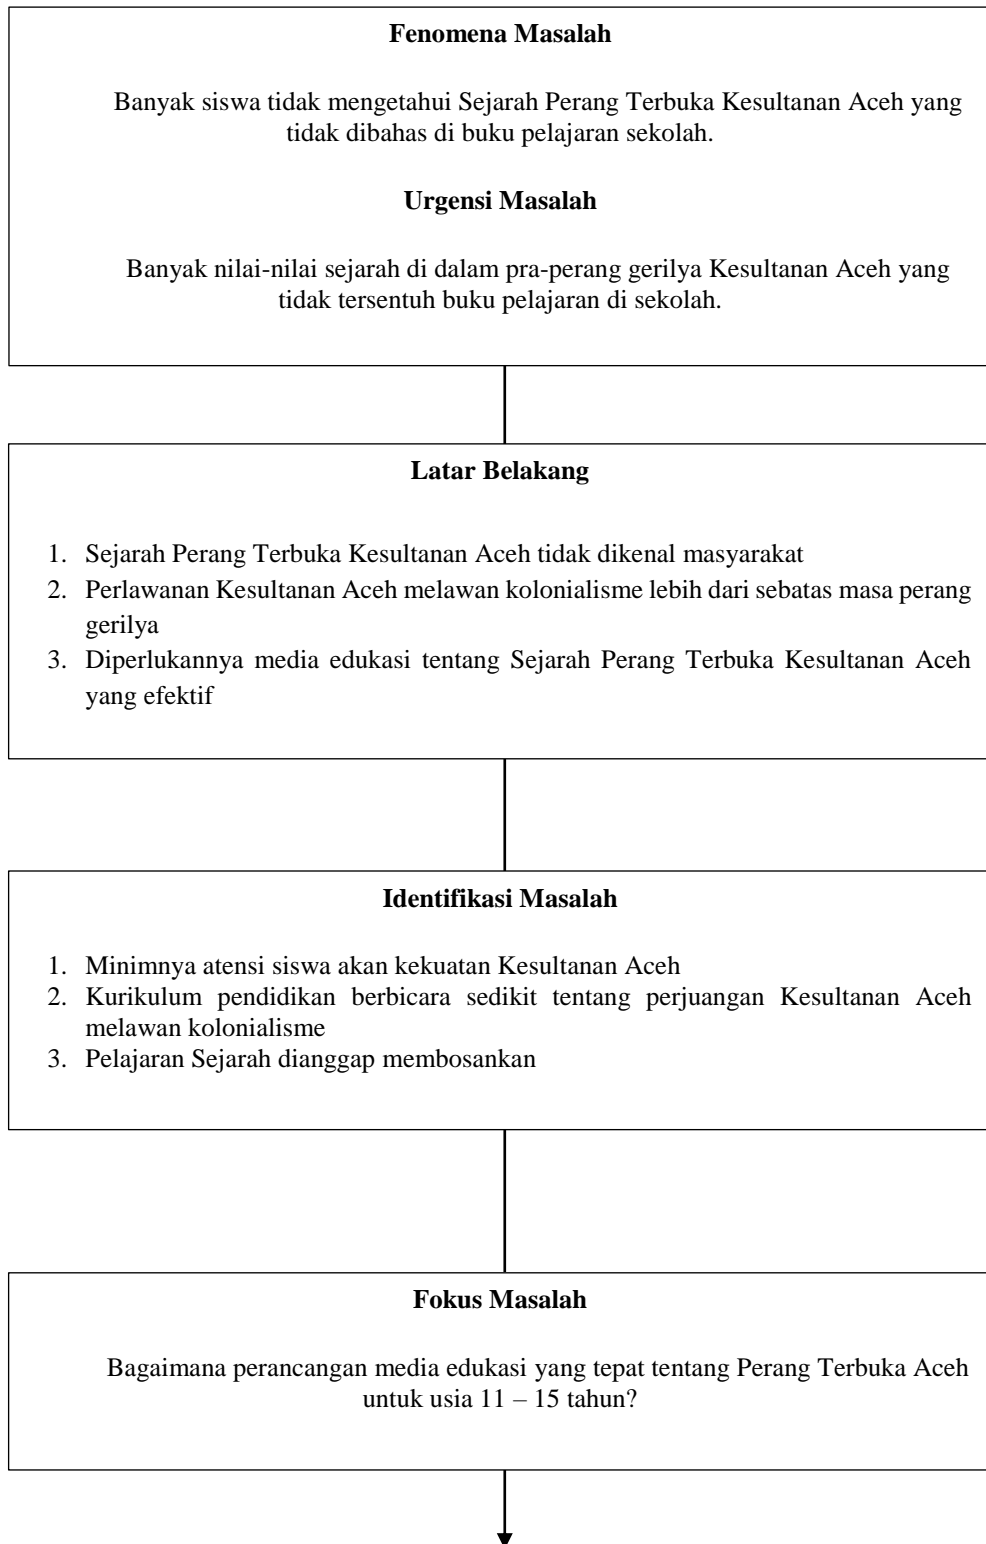 Fenomena Masalah
Banyak siswa tidak mengetahui Sejarah Perang Terbuka Kesultanan Aceh yang
tidak dibahas di buku pelajaran sekolah.
Urgensi Masalah
Banyak nilai-nilai sejarah di dalam pra-perang gerilya Kesultanan Aceh yang
tidak tersentuh buku pelajaran di sekolah.
Latar Belakang
1. Sejarah Perang Terbuka Kesultanan Aceh tidak dikenal masyarakat
2. Perlawanan Kesultanan Aceh melawan kolonialisme lebih dari sebatas masa perang
gerilya
3. Diperlukannya media edukasi tentang Sejarah Perang Terbuka Kesultanan Aceh
yang efektif
Identifikasi Masalah
1. Minimnya atensi siswa akan kekuatan Kesultanan Aceh
2. Kurikulum pendidikan berbicara sedikit tentang perjuangan Kesultanan Aceh
melawan kolonialisme
3. Pelajaran Sejarah dianggap membosankan
Fokus Masalah
Bagaimana perancangan media edukasi yang tepat tentang Perang Terbuka Aceh
untuk usia 11 – 15 tahun?